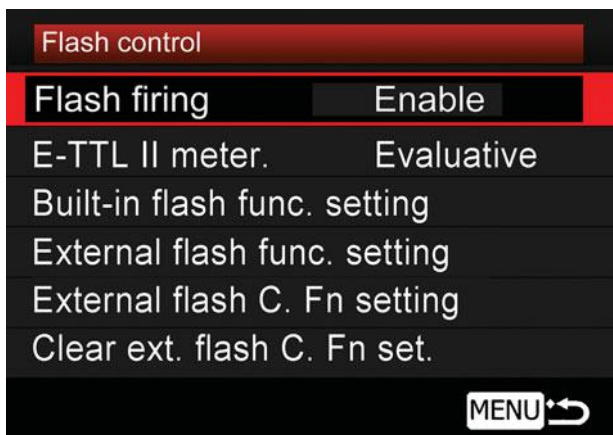 Flash control
Flash firing Enable
E-TTL II meter. Evaluative
Built-in flash func. setting
External flash func. setting
External flash C. Fn setting
Clear ext. flash C. Fn set.
MENU